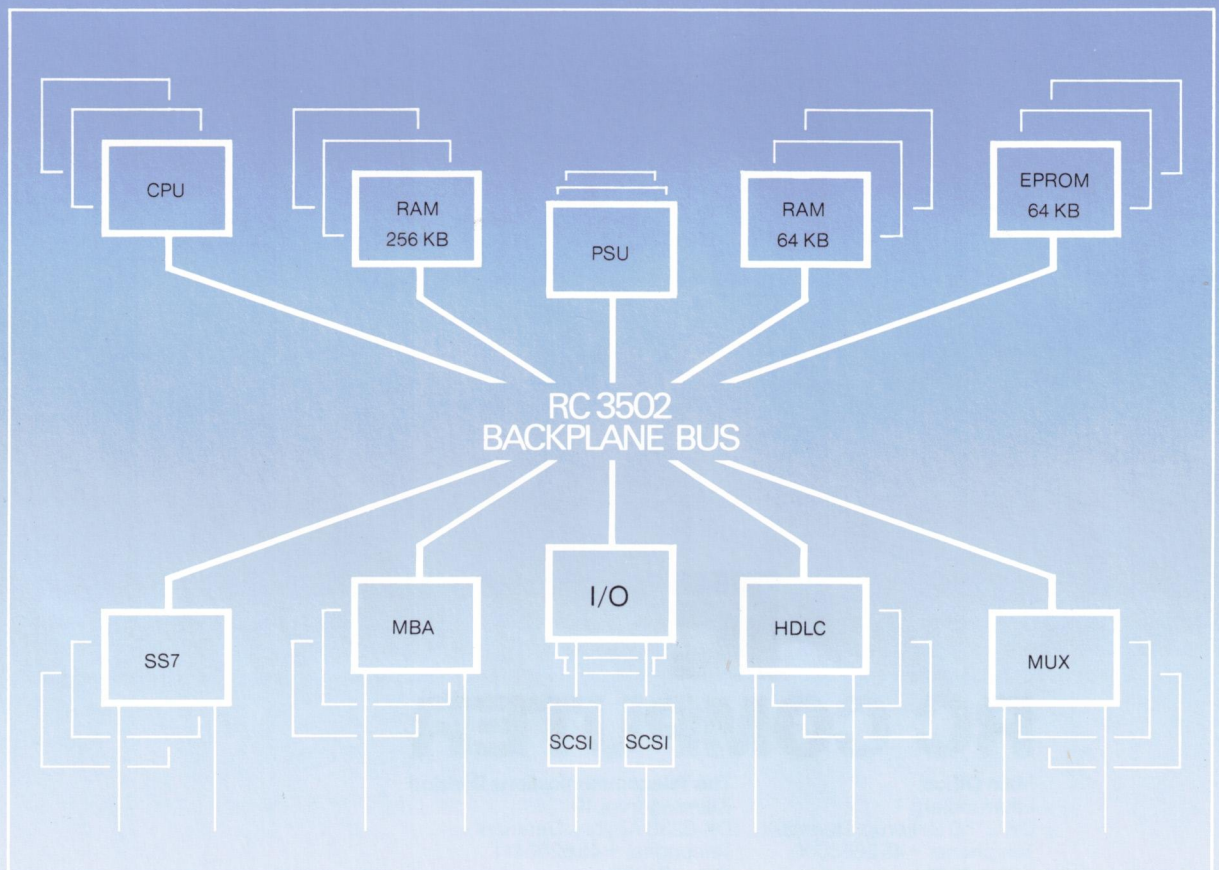 CPU
RAM
256 KB
PSU
RAM
64 KB
EPROM
64 KB
RC 3502
BACKPLANE BUS
SS7
MBA
I/O
HDLC
MUX
SCSI
SCSI